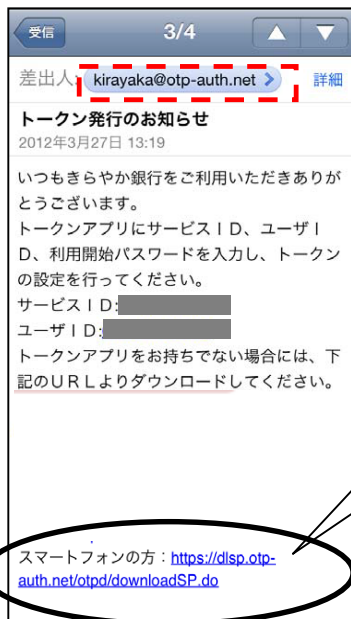 受信
3/4
差出人: kirayaka@otp-auth.net
詳細
トークン発行のお知らせ
2012年3月27日 13:19
いつもきらやか銀行をご利用いただきありが
とうございます。
トークンアプリにサービスＩＤ、ユーザＩ
Ｄ、利用開始パスワードを入力し、トークン
の設定を行ってください。
サービスＩＤ:
ユーザＩＤ:
トークンアプリをお持ちでない場合には、下
記のＵＲＬよりダウンロードしてください。
スマートフォンの方：https://dlsp.otp-
auth.net/otpd/downloadSP.do